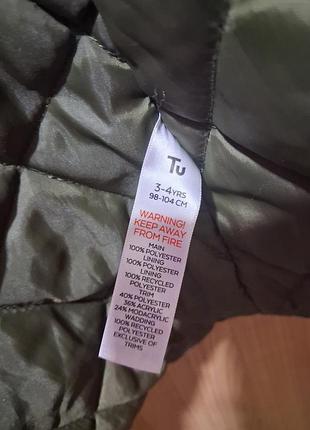 Tu
3-4YRS
98-104 CM
WARNING!
KEEP AWAY
FROM FIRE
MAIN
100% POLYESTER
LINING
100% POLYESTER
LINING
100% RECYCLED
POLYESTER
TRIM
40% POLYESTER
36% ACRYLIC
24% MODACRYLIC
WADDING
100% RECYCLED
POLYESTER
EXCLUSIVE OF
TRIMS